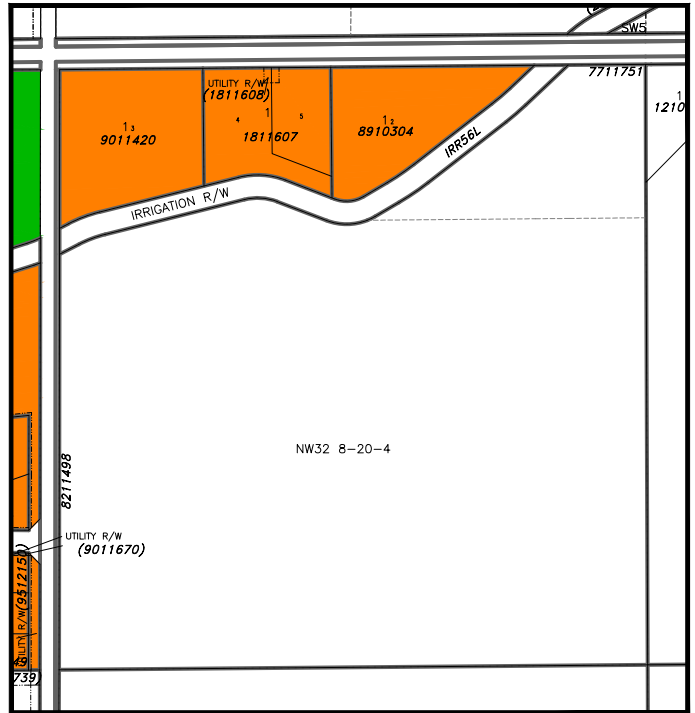 SW5
7711751
UTILITY R/W
(1811608)
1
1210
1 3
9011420
4
1
5
1811607
1 2
8910304
IRR56L
IRRIGATION R/W
NW32 8-20-4
8211498
UTILITY R/W
(9011670)
UTILITY R/W(9512150)
739)